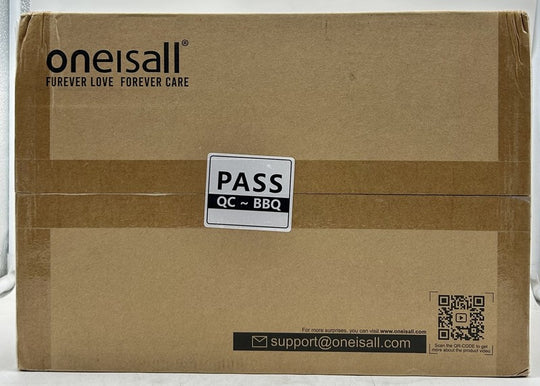 oneisall®
FUREVER LOVE FOREVER CARE
PASS
QC ~ BBQ
For more surprises, you can visit www.oneisall.com
support@oneisall.com
Scan the QR-CODE to get
more about the product video